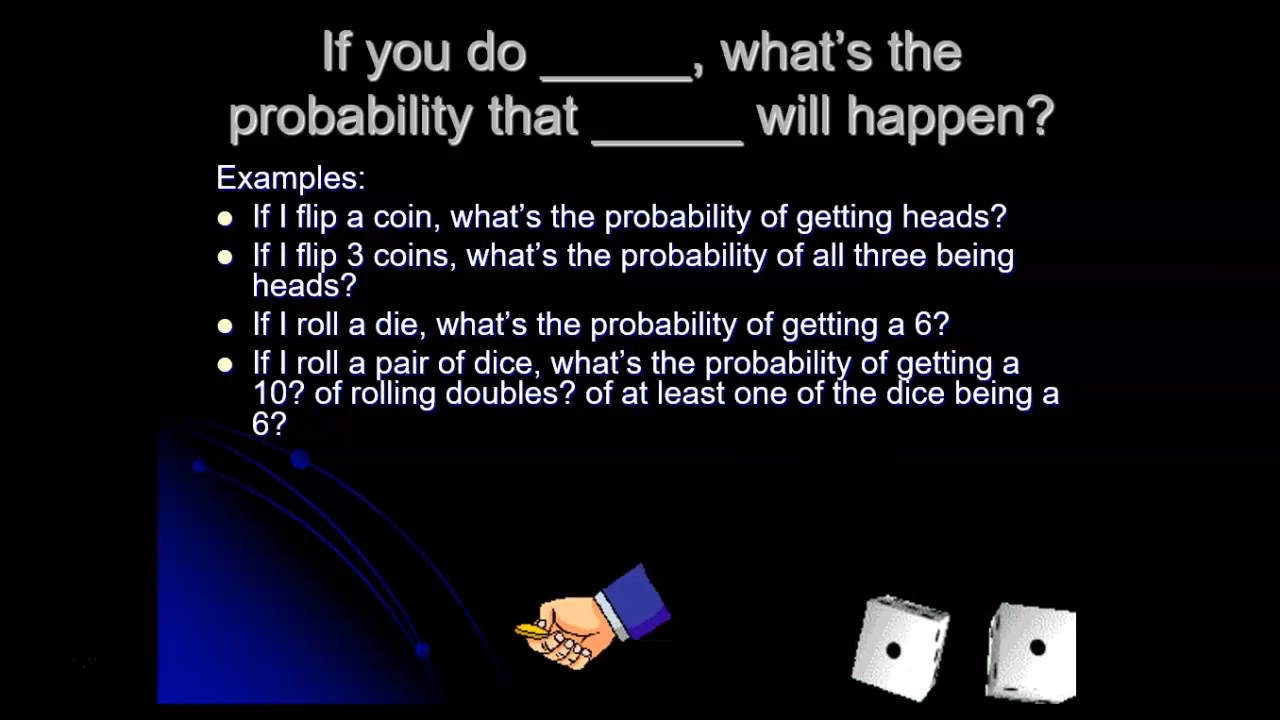 If you do _____, what’s the
probability that _____ will happen?
Examples:
If I flip a coin, what’s the probability of getting heads?
If I flip 3 coins, what’s the probability of all three being
heads?
If I roll a die, what’s the probability of getting a 6?
If I roll a pair of dice, what’s the probability of getting a
10? of rolling doubles? of at least one of the dice being a
6?